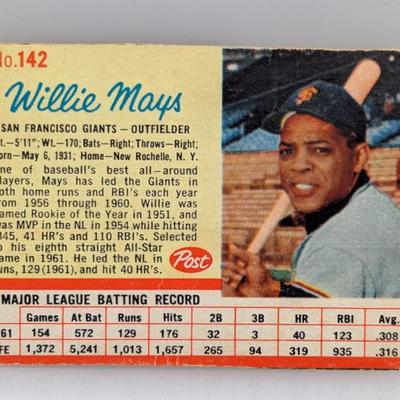 No.142
Willie Mays
SAN FRANCISCO GIANTS — OUTFIELDER
t.-5'11"; Wt.-170; Bats-Right; Throws-Right;
orn-May 6, 1931; Home-New Rochelle, N. Y.
ne of baseball's best all-around
layers, Mays has led the Giants in
oth home runs and RBI's each year
om 1956 through 1960. Willie was
amed Rookie of the Year in 1951, and
as MVP in the NL in 1954 while hitting
345, 41 HR's and 110 RBI's. Selected
o his eighth straight All-Star
ame in 1961. He led the NL in
uns, 129 (1961), and hit 40 HR's.
Post
MAJOR LEAGUE BATTING RECORD
Games At Bat Runs Hits 2B 3B HR RBI Avg.
61 154 572 129 176 32 3 40 123 .308
FE 1,372 5,241 1,013 1,657 265 94 319 935 .316